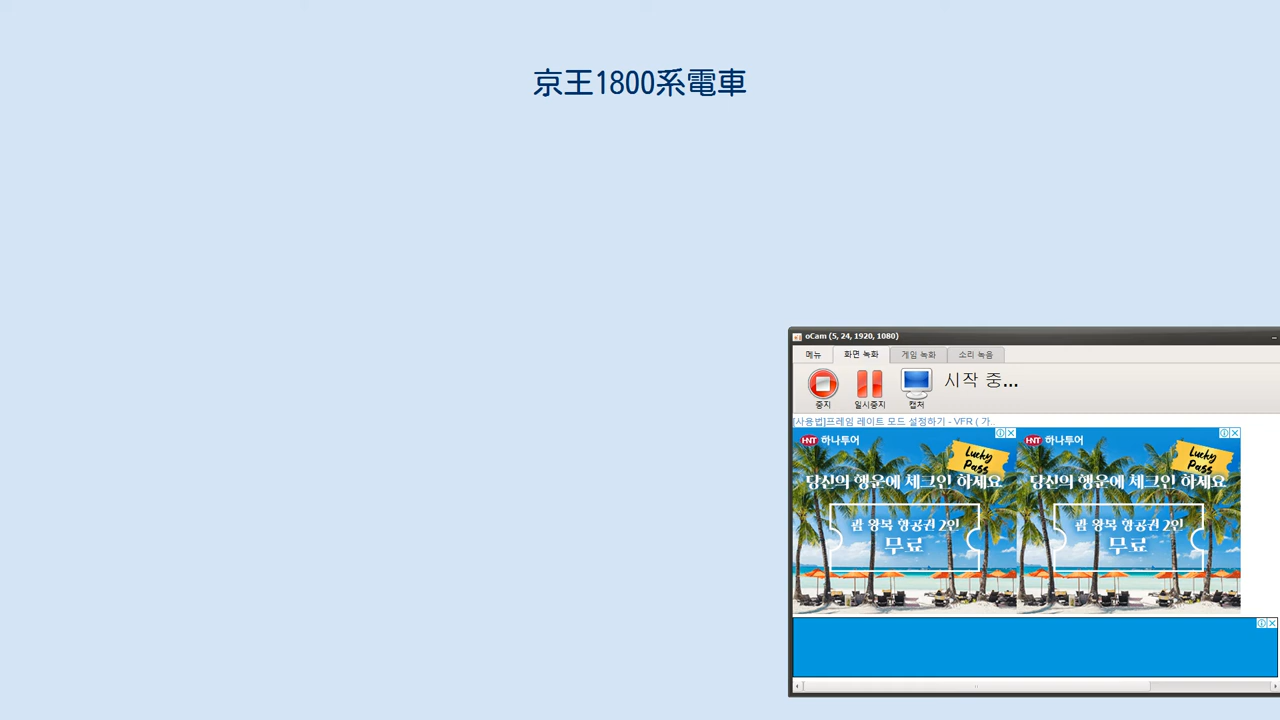 京王1800系電車
oCam (5, 24, 1920, 1080)
메뉴 화면 녹화 게임 녹화 소리 녹음
중지 일시중지 캡처 시작 중...
[사용법]프레임 레이트 모드 설정하기 - VFR ( 가..
HNT 하나투어 Lucky Pass
당신의 행운에 체크인 하세요
괌 왕복 항공권 2인
무료
HNT 하나투어 Lucky Pass
당신의 행운에 체크인 하세요
괌 왕복 항공권 2인
무료